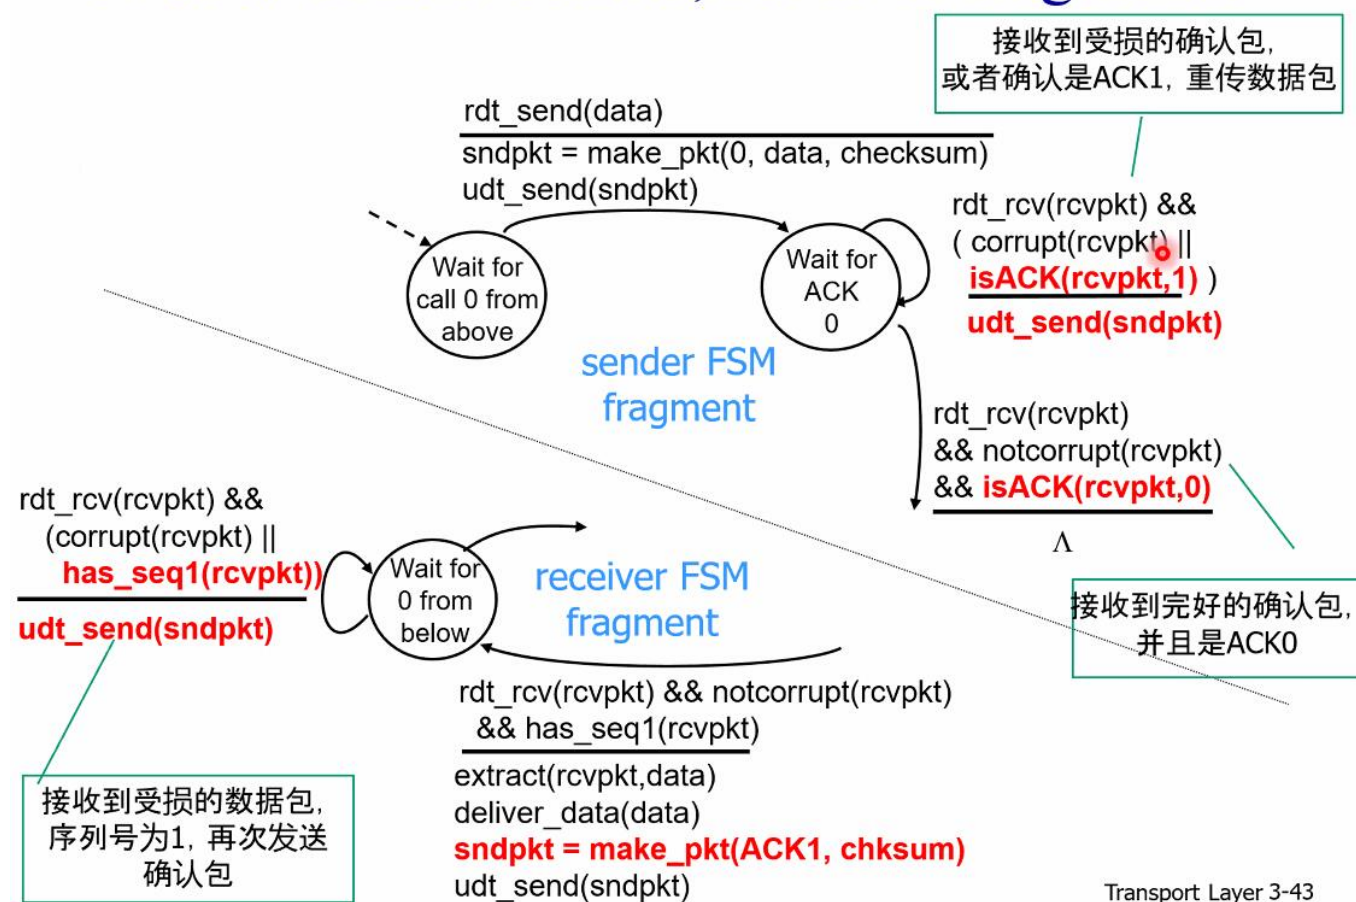 接收到受损的确认包,
或者确认是ACK1, 重传数据包
rdt_send(data)
sndpkt = make_pkt(0, data, checksum)
udt_send(sndpkt)
rdt_rcv(rcvpkt) &&
( corrupt(rcvpkt) ||
isACK(rcvpkt,1) )
udt_send(sndpkt)
Wait for
call 0 from
above
Wait for
ACK
0
sender FSM
fragment
rdt_rcv(rcvpkt)
&& notcorrupt(rcvpkt)
&& isACK(rcvpkt,0)
Λ
rdt_rcv(rcvpkt) &&
(corrupt(rcvpkt) ||
has_seq1(rcvpkt))
udt_send(sndpkt)
Wait for
0 from
below
receiver FSM
fragment
接收到完好的确认包,
并且是ACK0
rdt_rcv(rcvpkt) && notcorrupt(rcvpkt)
&& has_seq1(rcvpkt)
extract(rcvpkt,data)
deliver_data(data)
sndpkt = make_pkt(ACK1, chksum)
udt_send(sndpkt)
接收到受损的数据包,
序列号为1, 再次发送
确认包
Transport Layer 3-43